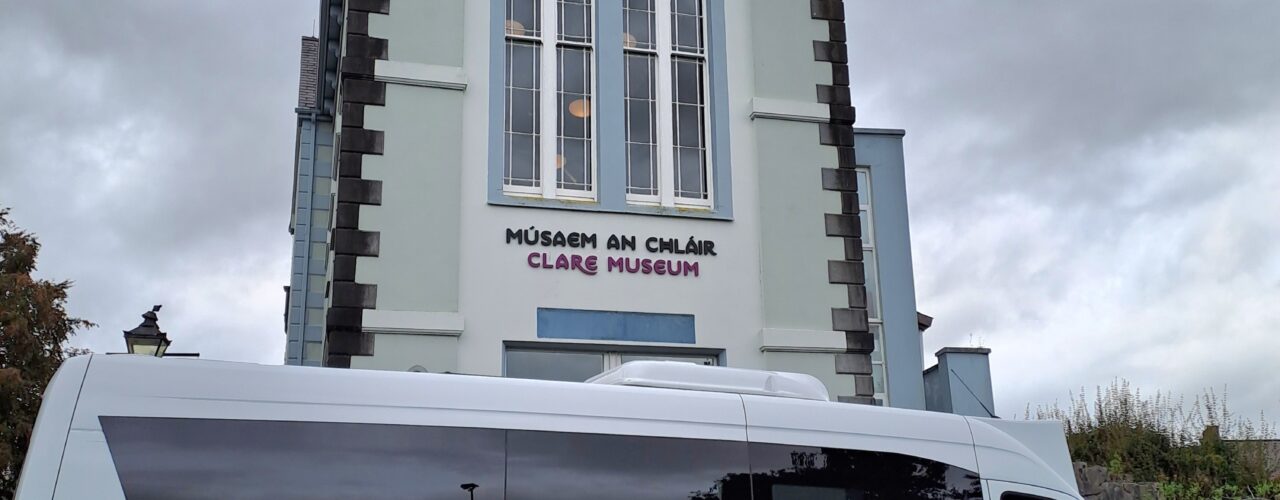 MÚSAEM AN CHLÁIR
CLARE MUSEUM